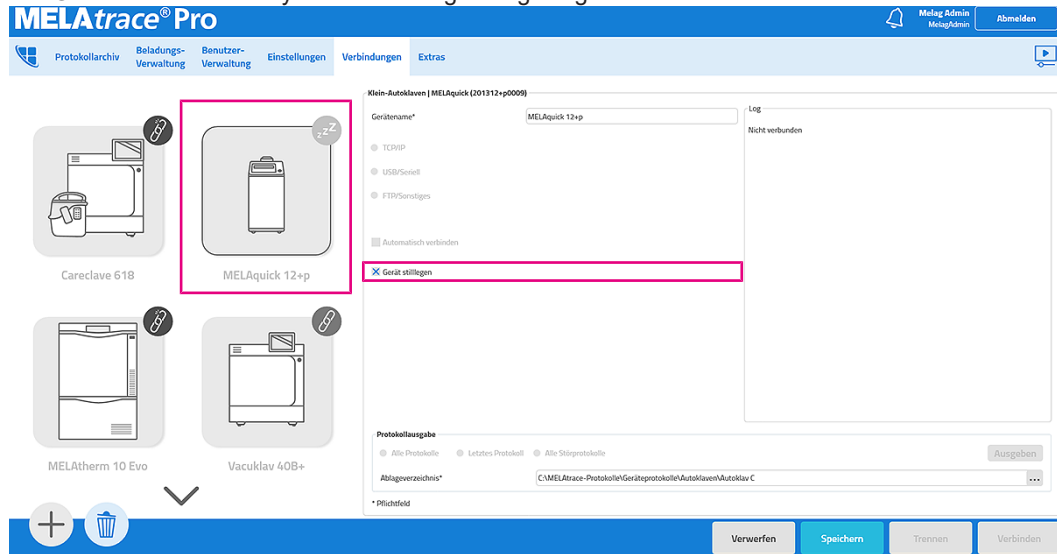 MELAtrace® Pro
Melag Admin
MelagAdmin
Abmelden
Protokollarchiv
Beladungs-
Verwaltung
Benutzer-
Verwaltung
Einstellungen
Verbindungen
Extras
Careclave 618
zzZ
MELAquick 12+p
MELAtherm 10 Evo
Vacuklav 40B+
Klein-Autoklaven | MELAquick (201312+p0009)
Gerätename*
MELAquick 12+p
TCP/IP
USB/Seriell
FTP/Sonstiges
Automatisch verbinden
Gerät stilllegen
Log
Nicht verbunden
Protokollausgabe
Alle Protokolle
Letztes Protokoll
Alle Störprotokolle
Ausgeben
Ablageverzeichnis*
C:\MELAtrace-Protokolle\Geräteprotokolle\Autoklaven\Autoklav C
...
* Pflichtfeld
Verwerfen
Speichern
Trennen
Verbinden